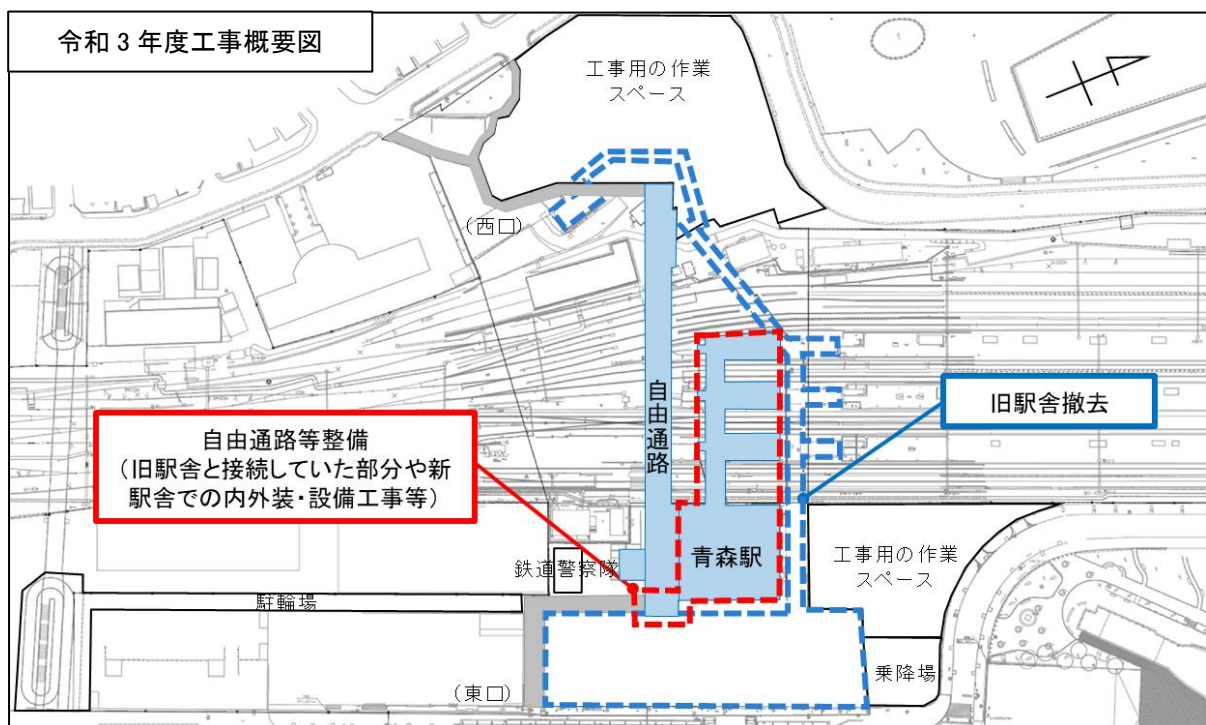 令和3年度工事概要図
工事用の作業
スペース
(西口)
自由通路
旧駅舎撤去
自由通路等整備
(旧駅舎と接続していた部分や新
駅舎での内外装・設備工事等)
青森駅
工事用の作業
スペース
鉄道警察隊
駐輪場
乗降場
(東口)